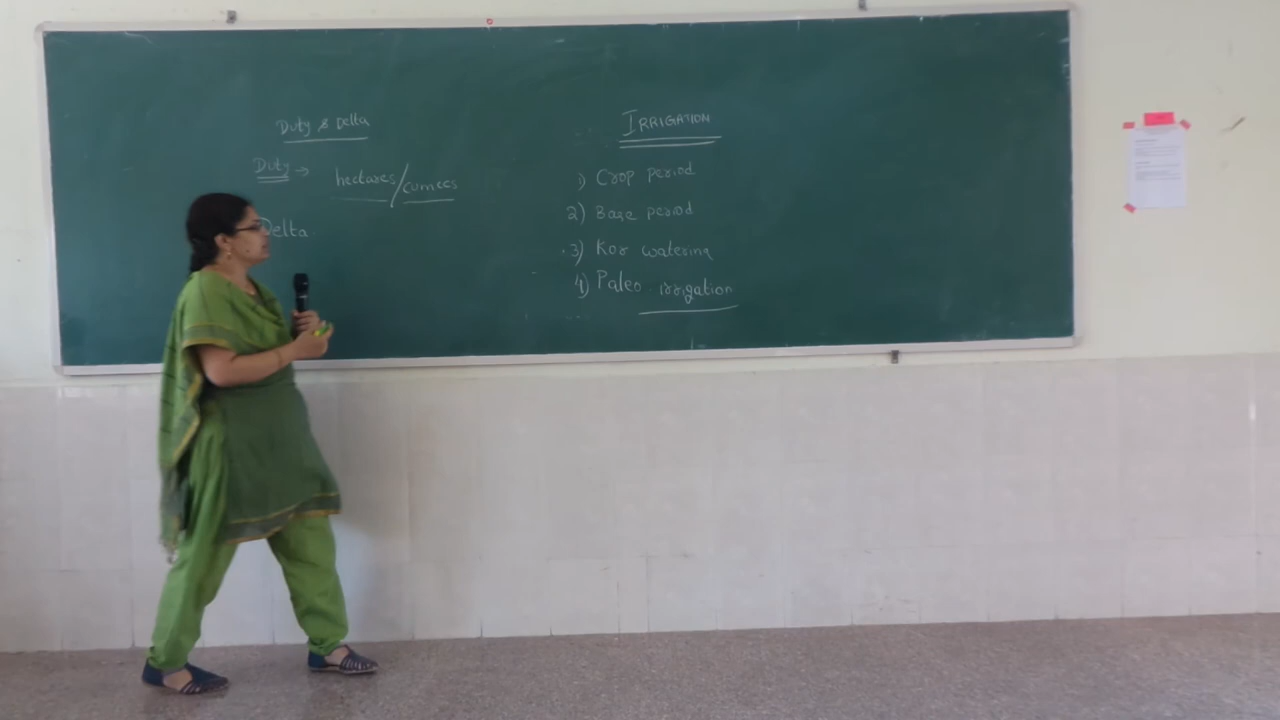 Duty & Delta
Duty → hectares/cumecs
Delta
IRRIGATION
1) Crop period
2) Base period
3) Kor watering
4) Paleo irrigation